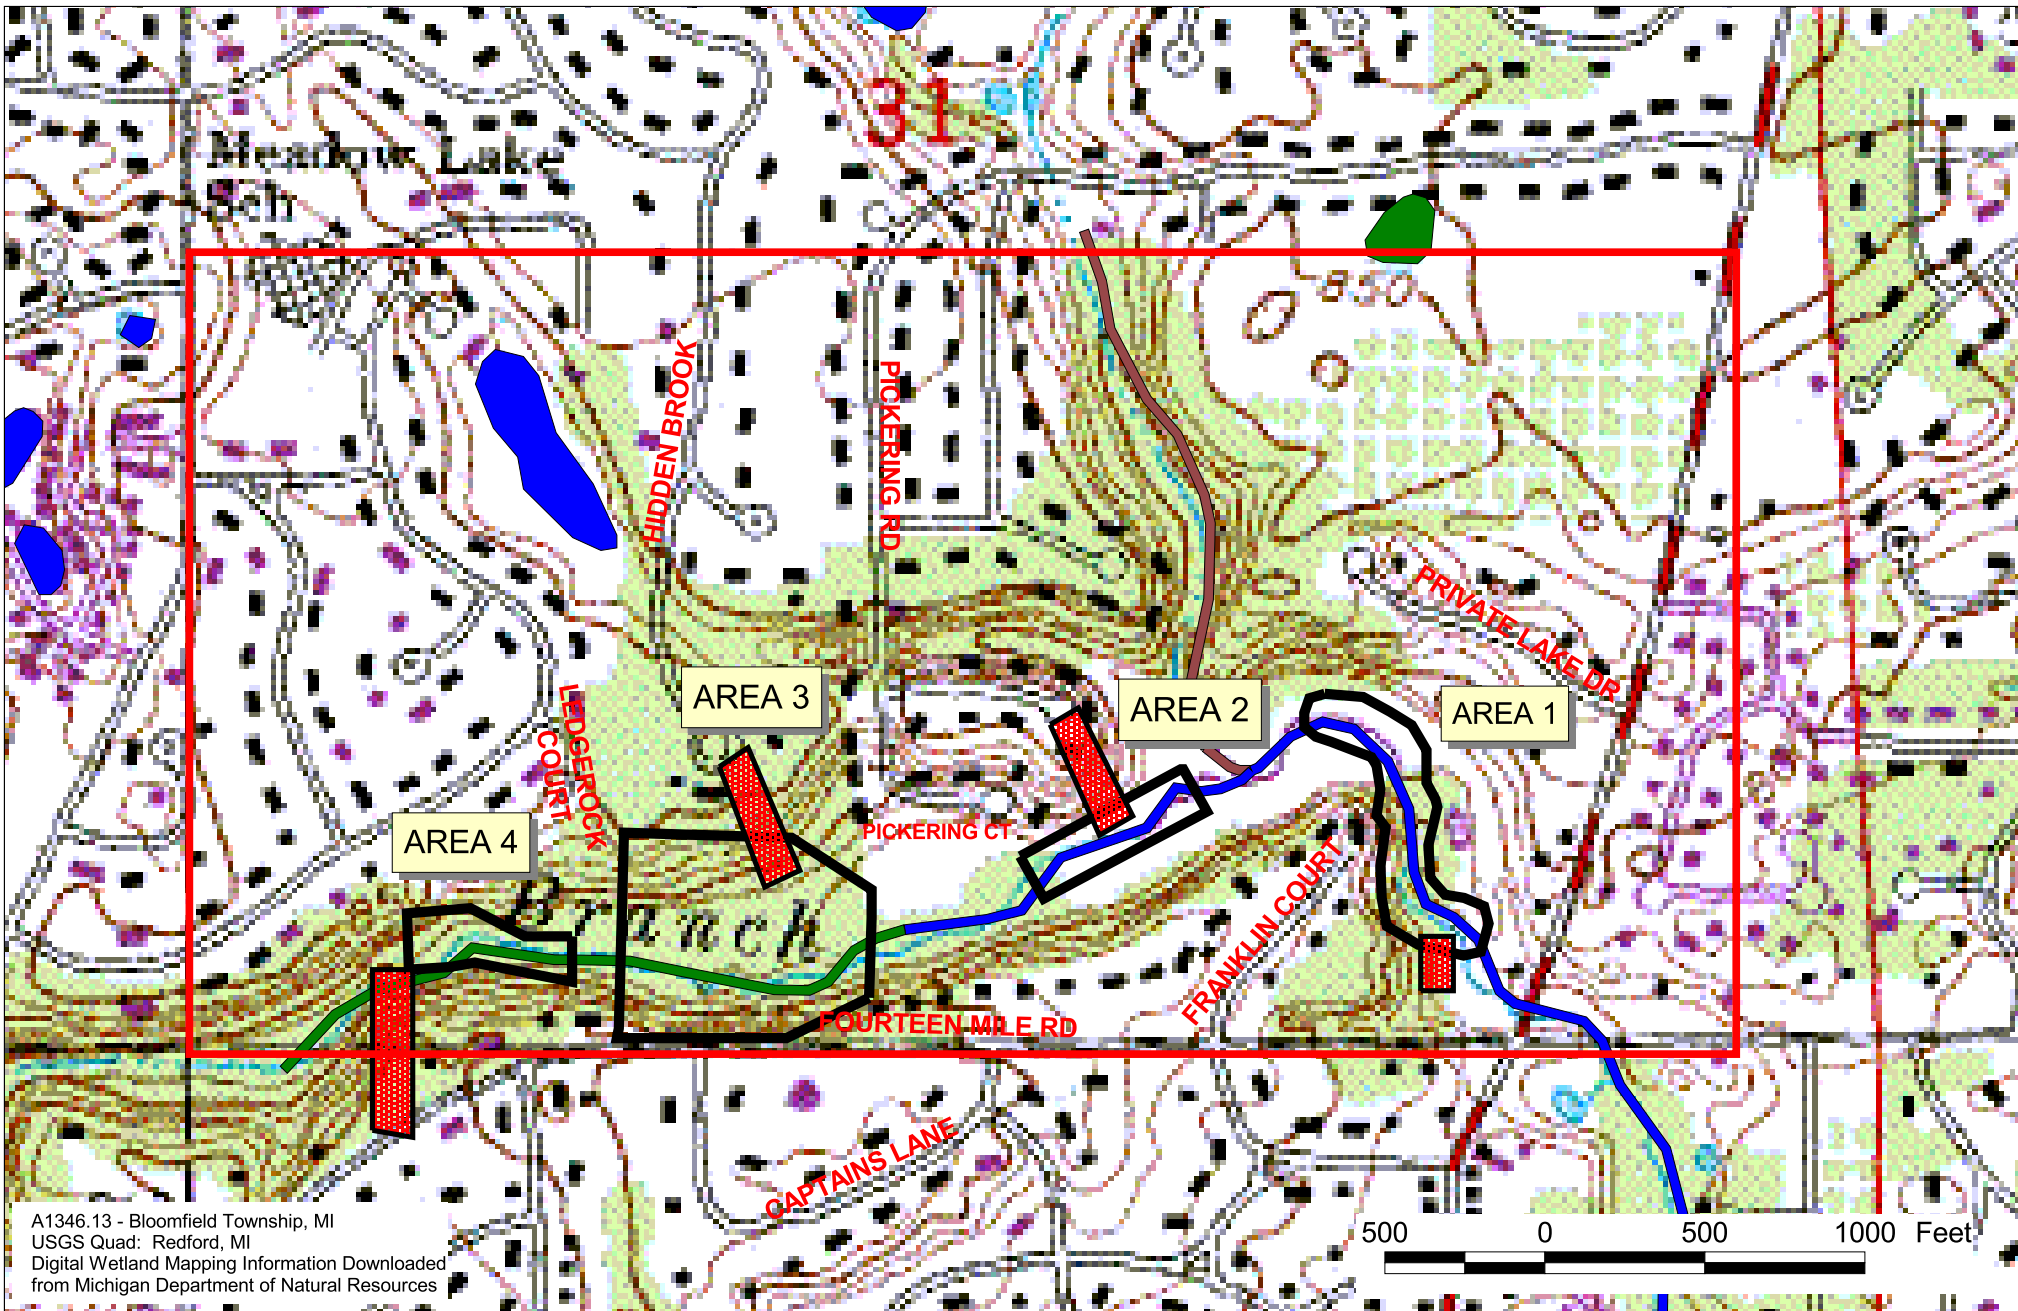 31
Meadow Lake
Sch
850
HIDDEN BROOK
PICKERING RD
PRIVATE LAKE DR
AREA 3
AREA 2
AREA 1
LEDGEROCK
COURT
AREA 4
PICKERING CT
FRANKLIN COURT
Branch
FOURTEEN MILE RD
CAPTAINS LANE
A1346.13 - Bloomfield Township, MI
USGS Quad: Redford, MI
Digital Wetland Mapping Information Downloaded
from Michigan Department of Natural Resources
500 0 500 1000 Feet